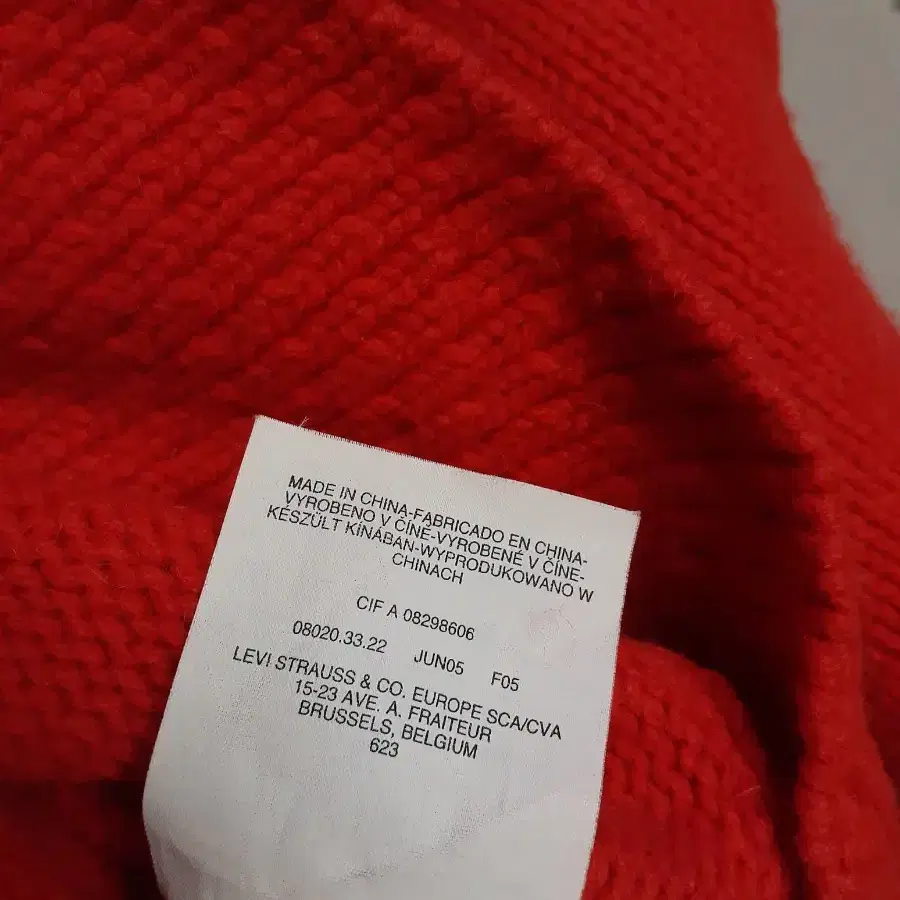 MADE IN CHINA-FABRICADO EN CHINA-
VYROBENO V ČÍNĚ-VYROBENÉ V ČÍNE-
KÉSZÜLT KÍNÁBAN-WYPRODUKOWANO W
CHINACH
CIF A 08298606
08020.33.22 JUN05 F05
LEVI STRAUSS & CO. EUROPE SCA/CVA
15-23 AVE. A. FRAITEUR
BRUSSELS, BELGIUM
623